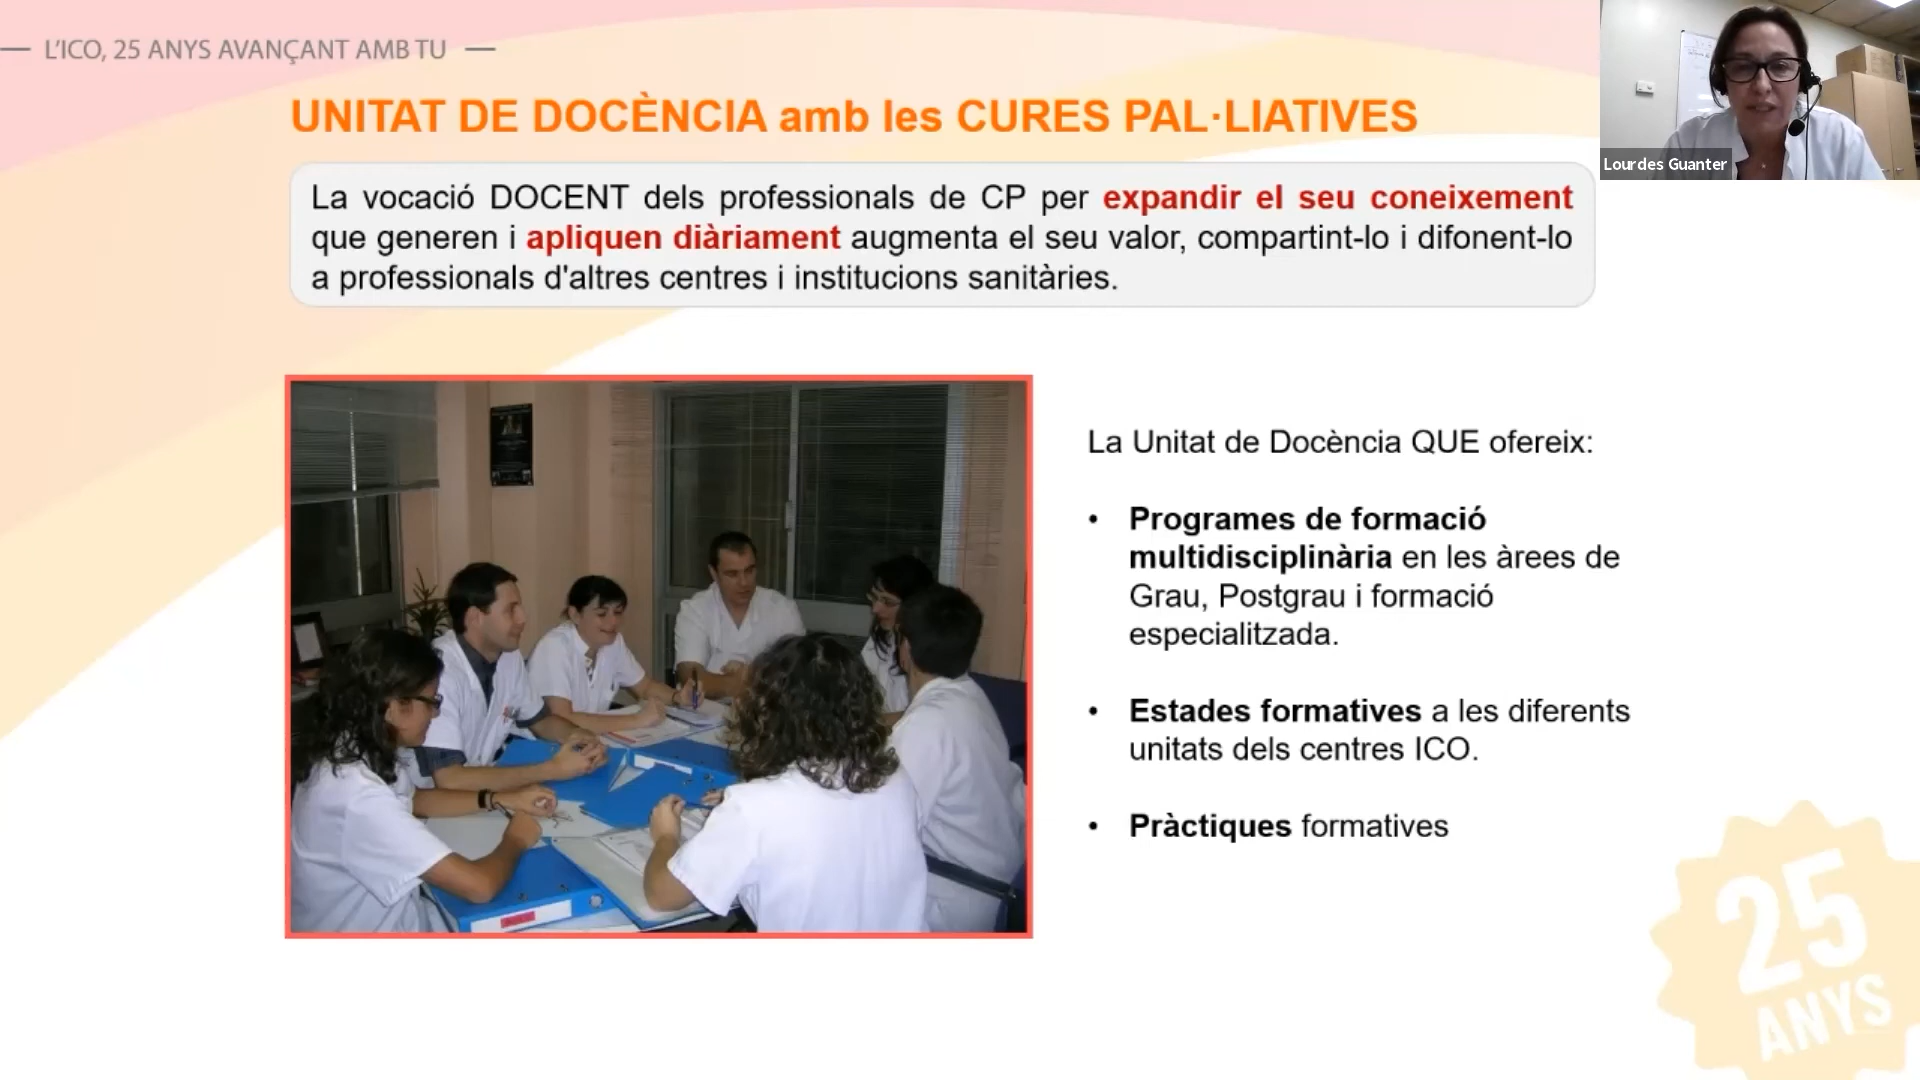 L'ICO, 25 ANYS AVANÇANT AMB TU
UNITAT DE DOCÈNCIA amb les CURES PAL·LIATIVES
Lourdes Guanter
La vocació DOCENT dels professionals de CP per expandir el seu coneixement
que generen i apliquen diàriament augmenta el seu valor, compartint-lo i difonent-lo
a professionals d'altres centres i institucions sanitàries.
La Unitat de Docència QUE ofereix:
• Programes de formació
multidisciplinària en les àrees de
Grau, Postgrau i formació
especialitzada.
• Estades formatives a les diferents
unitats dels centres ICO.
• Pràctiques formatives
25
ANYS